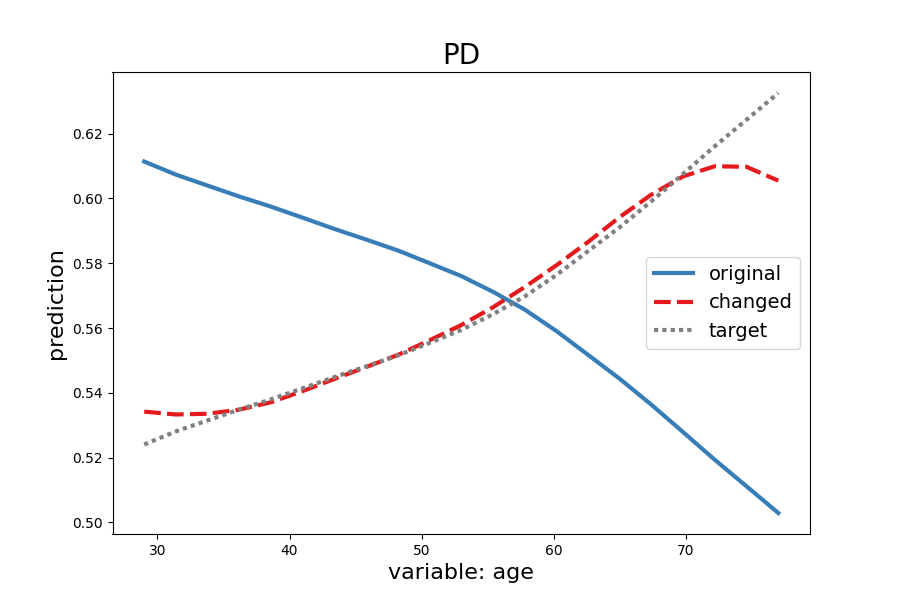 PD
prediction
0.62
0.60
0.58
0.56
0.54
0.52
0.50
original
changed
target
30 40 50 60 70
variable: age